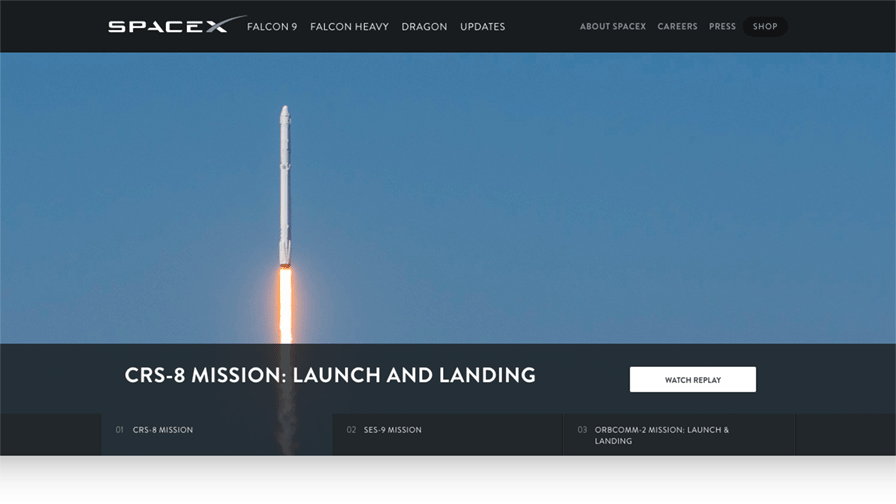 SPACEX FALCON 9 FALCON HEAVY DRAGON UPDATES ABOUT SPACEX CAREERS PRESS SHOP
CRS-8 MISSION: LAUNCH AND LANDING
WATCH REPLAY
01 CRS-8 MISSION
02 SES-9 MISSION
03 ORBCOMM-2 MISSION: LAUNCH &
LANDING